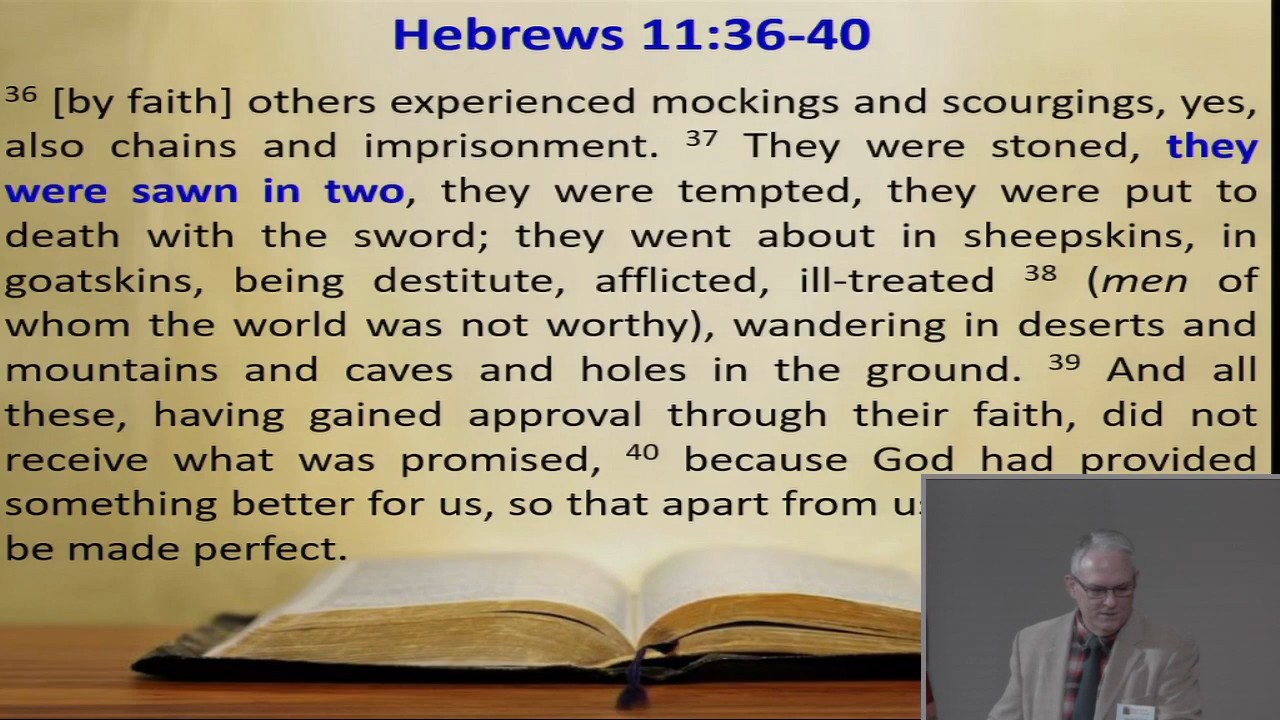 Hebrews 11:36-40
36 [by faith] others experienced mockings and scourgings, yes,
also chains and imprisonment. 37 They were stoned, they
were sawn in two, they were tempted, they were put to
death with the sword; they went about in sheepskins, in
goatskins, being destitute, afflicted, ill-treated 38 (men of
whom the world was not worthy), wandering in deserts and
mountains and caves and holes in the ground. 39 And all
these, having gained approval through their faith, did not
receive what was promised, 40 because God had provided
something better for us, so that apart from
be made perfect.